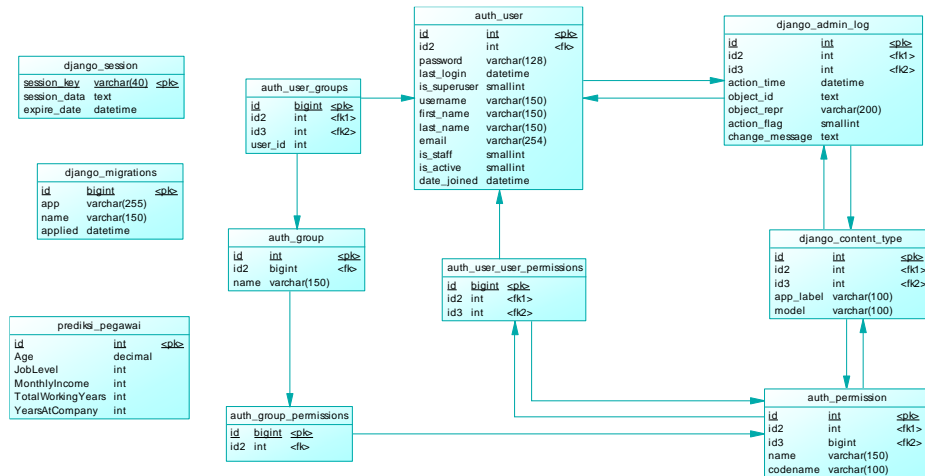 auth_user
id int <pk>
id2 int <fk>
password varchar(128)
last_login datetime
is_superuser smallint
username varchar(150)
first_name varchar(150)
last_name varchar(150)
email varchar(254)
is_staff smallint
is_active smallint
date_joined datetime
django_admin_log
id int <pk>
id2 int <fk1>
id3 int <fk2>
action_time datetime
object_id text
object_repr varchar(200)
action_flag smallint
change_message text
django_session
session_key varchar(40) <pk>
session_data text
expire_date datetime
auth_user_groups
id bigint <pk>
id2 int <fk1>
id3 int <fk2>
user_id int
django_migrations
id bigint <pk>
app varchar(255)
name varchar(150)
applied datetime
auth_group
id int <pk>
id2 bigint <fk>
name varchar(150)
auth_user_user_permissions
id bigint <pk>
id2 int <fk1>
id3 int <fk2>
django_content_type
id int <pk>
id2 int <fk1>
id3 int <fk2>
app_label varchar(100)
model varchar(100)
prediksi_pegawai
id int <pk>
Age decimal
JobLevel int
MonthlyIncome int
TotalWorkingYears int
YearsAtCompany int
auth_group_permissions
id bigint <pk>
id2 int <fk>
auth_permission
id int <pk>
id2 int <fk1>
id3 bigint <fk2>
name varchar(150)
codename varchar(100)